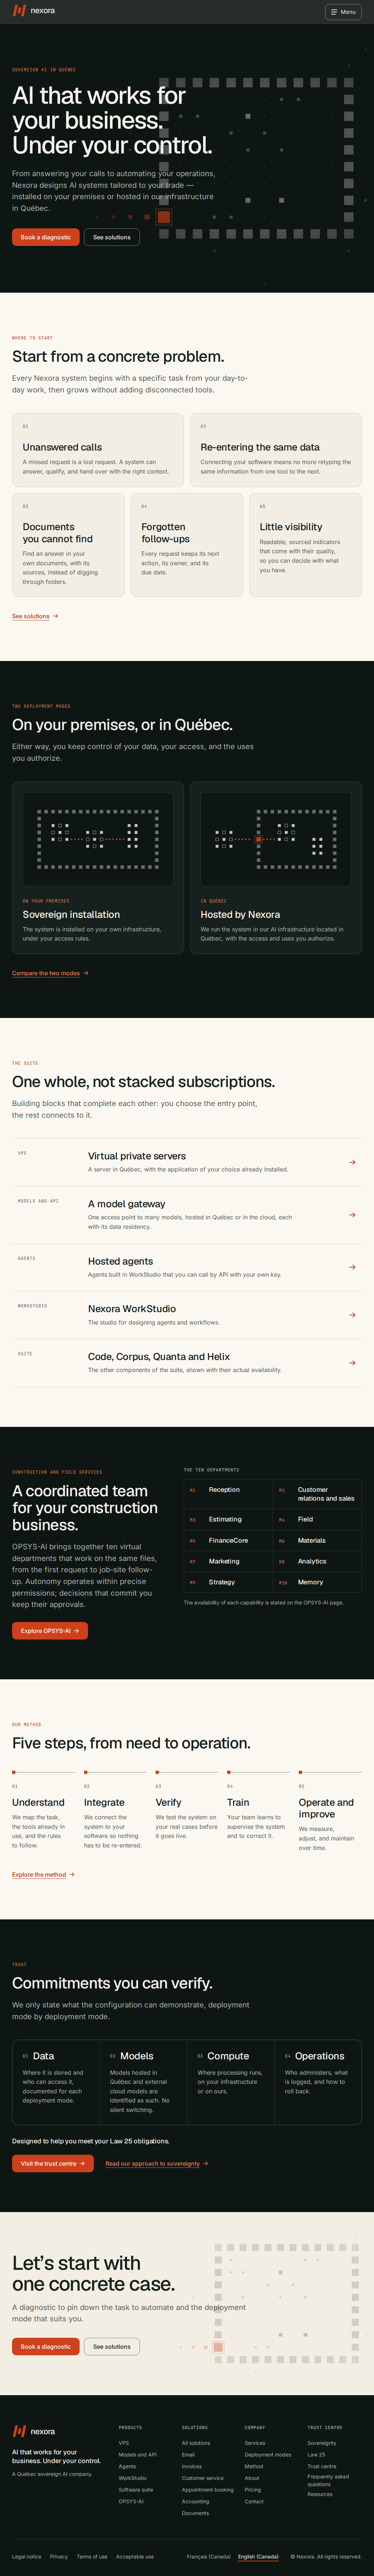 nexora
Menu
SOVEREIGN AI IN QUÉBEC
AI that works for
your business.
Under your control.
From answering your calls to automating your operations,
Nexora designs AI systems tailored to your trade —
installed on your premises or hosted in our infrastructure
in Québec.
Book a diagnostic
See solutions
WHERE TO START
Start from a concrete problem.
Every Nexora system begins with a specific task from your day-to-
day work, then grows without adding disconnected tools.
01
Unanswered calls
A missed request is a lost request. A system can
answer, qualify, and hand over with the right context.
02
Re-entering the same data
Connecting your software means no more retyping the
same information from one tool to the next.
03
Documents
you cannot find
Find an answer in your
own documents, with its
sources, instead of digging
through folders.
04
Forgotten
follow-ups
Every request keeps its next
action, its owner, and its
due date.
05
Little visibility
Readable, sourced indicators
that come with their quality,
so you can decide with what
you have.
See solutions →
TWO DEPLOYMENT MODES
On your premises, or in Québec.
Either way, you keep control of your data, your access, and the uses
you authorize.
ON YOUR PREMISES
Sovereign installation
The system is installed on your own infrastructure,
under your access rules.
IN QUÉBEC
Hosted by Nexora
We run the system in our AI infrastructure located in
Québec, with the access and uses you authorize.
Compare the two modes →
THE SUITE
One whole, not stacked subscriptions.
Building blocks that complete each other: you choose the entry point,
the rest connects to it.
VPS
Virtual private servers
A server in Québec, with the application of your choice already installed.
→
MODELS AND API
A model gateway
One access point to many models, hosted in Québec or in the cloud, each
with its data residency.
→
AGENTS
Hosted agents
Agents built in WorkStudio that you can call by API with your own key.
→
WORKSTUDIO
Nexora WorkStudio
The studio for designing agents and workflows.
→
SUITE
Code, Corpus, Quanta and Helix
The other components of the suite, shown with their actual availability.
→
CONSTRUCTION AND FIELD SERVICES
A coordinated team
for your construction
business.
OPSYS-AI brings together ten virtual
departments that work on the same files,
from the first request to job-site follow-
up. Autonomy operates within precise
permissions; decisions that commit you
keep their approvals.
Explore OPSYS-AI →
THE TEN DEPARTMENTS
M1 Reception
M2 Customer
relations and sales
M3 Estimating
M4 Field
M5 FinanceCore
M6 Materials
M7 Marketing
M8 Analytics
M9 Strategy
M10 Memory
The availability of each capability is stated on the OPSYS-AI page.
OUR METHOD
Five steps, from need to operation.
01
Understand
We map the task,
the tools already in
use, and the rules
to follow.
02
Integrate
We connect the
system to your
software so nothing
has to be re-entered.
03
Verify
We test the system on
your real cases before
it goes live.
04
Train
Your team learns to
supervise the system
and to correct it.
05
Operate and
improve
We measure,
adjust, and maintain
over time.
Explore the method →
TRUST
Commitments you can verify.
We only state what the configuration can demonstrate, deployment
mode by deployment mode.
01 Data
Where it is stored and
who can access it,
documented for each
deployment mode.
02 Models
Models hosted in
Québec and external
cloud models are
identified as such. No
silent switching.
03 Compute
Where processing runs,
on your infrastructure
or on ours.
04 Operations
Who administers, what
is logged, and how to
roll back.
Designed to help you meet your Law 25 obligations.
Visit the trust centre →
Read our approach to sovereignty →
Let's start with
one concrete case.
A diagnostic to pin down the task to automate and the deployment
mode that suits you.
Book a diagnostic
See solutions
nexora
AI that works for your
business. Under your control.
A Québec sovereign AI company.
PRODUCTS
VPS
Models and API
Agents
WorkStudio
Software suite
OPSYS-AI
SOLUTIONS
All solutions
Email
Invoices
Customer service
Appointment booking
Accounting
Documents
COMPANY
Services
Deployment modes
Method
About
Pricing
Contact
TRUST CENTRE
Sovereignty
Law 25
Trust centre
Frequently asked
questions
Resources
Legal notice
Privacy
Terms of use
Acceptable use
Français (Canada)
English (Canada)
© Nexora. All rights reserved.